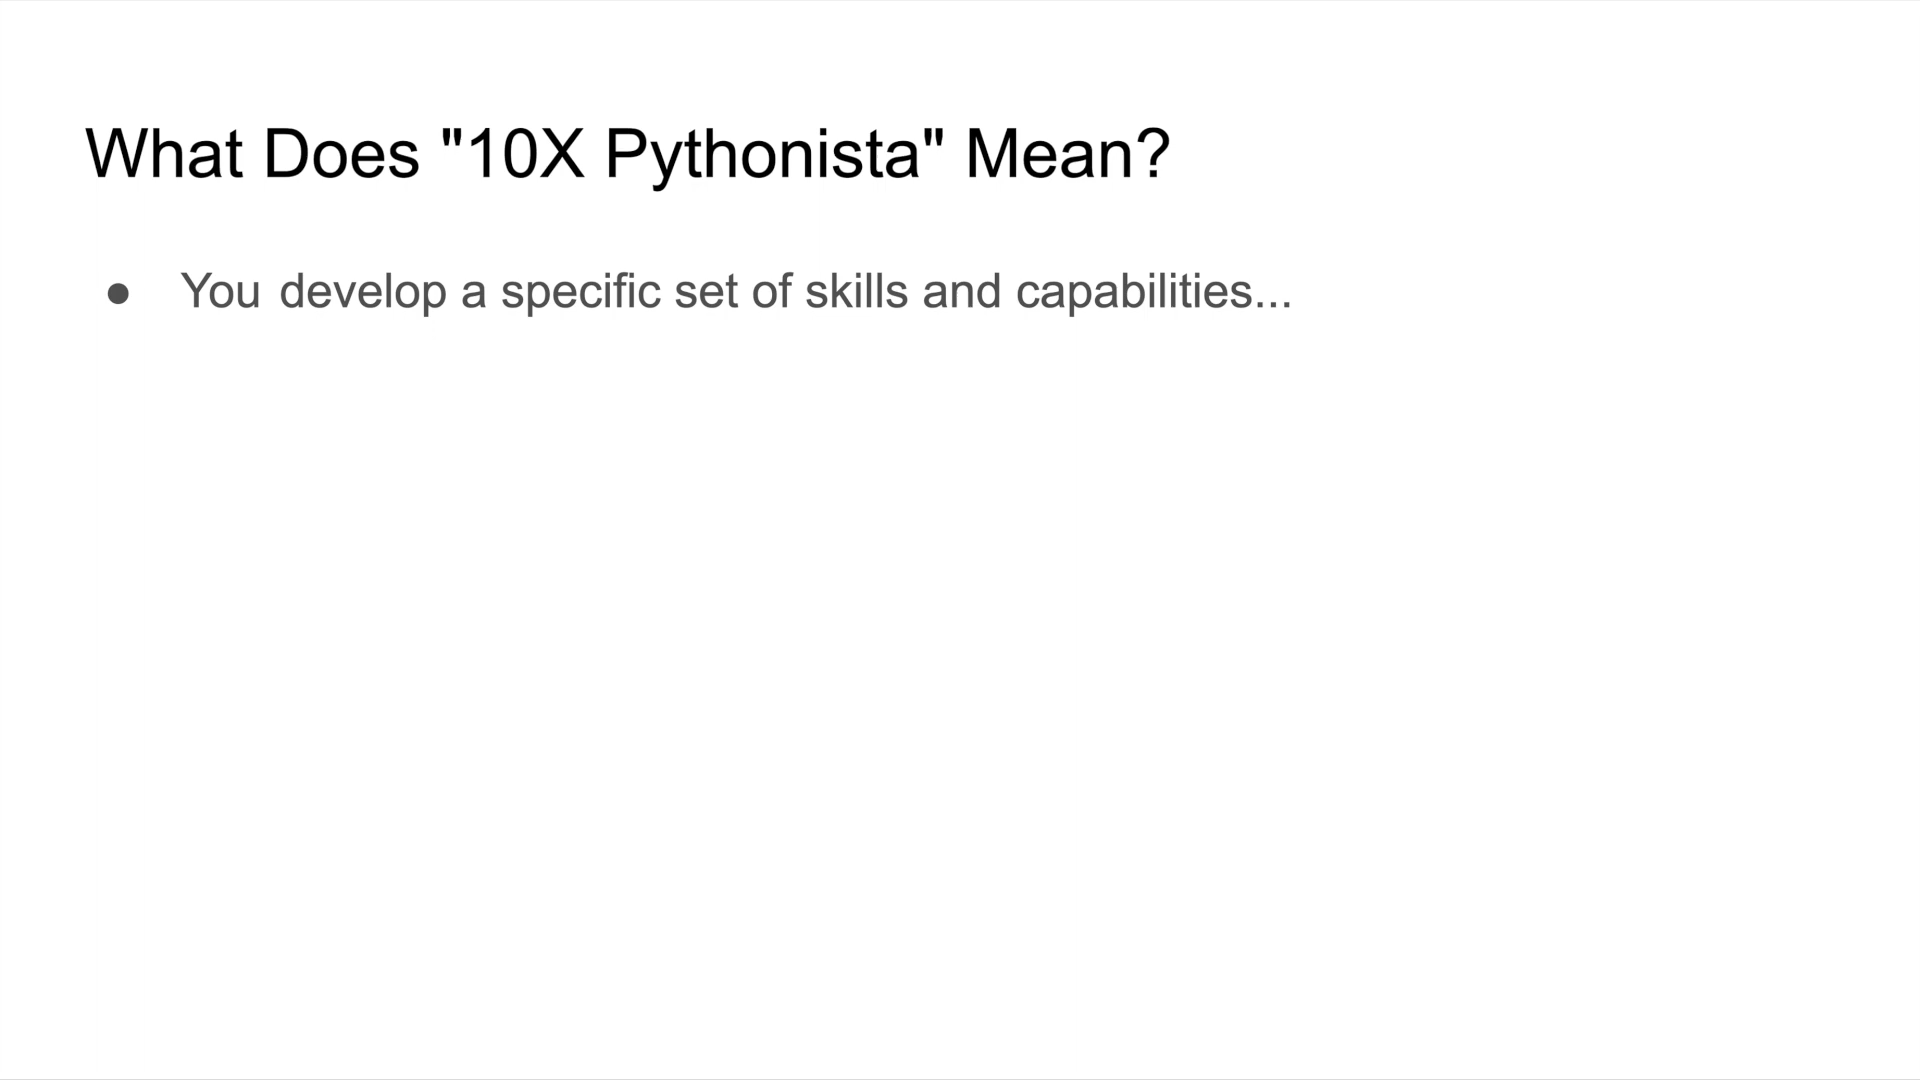 What Does "10X Pythonista" Mean?
● You develop a specific set of skills and capabilities...